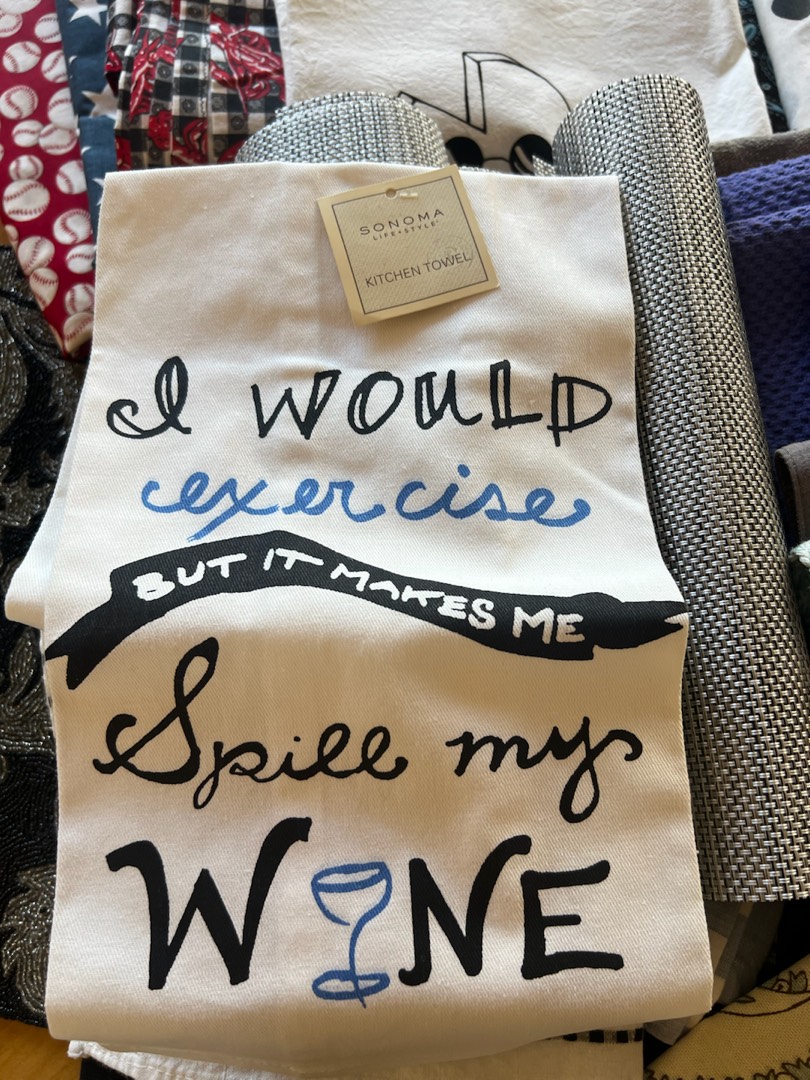 SONOMA
LIFE+STYLE
KITCHEN TOWEL
I WOULD
exercise
BUT IT MAKES ME
Spill my
WINE